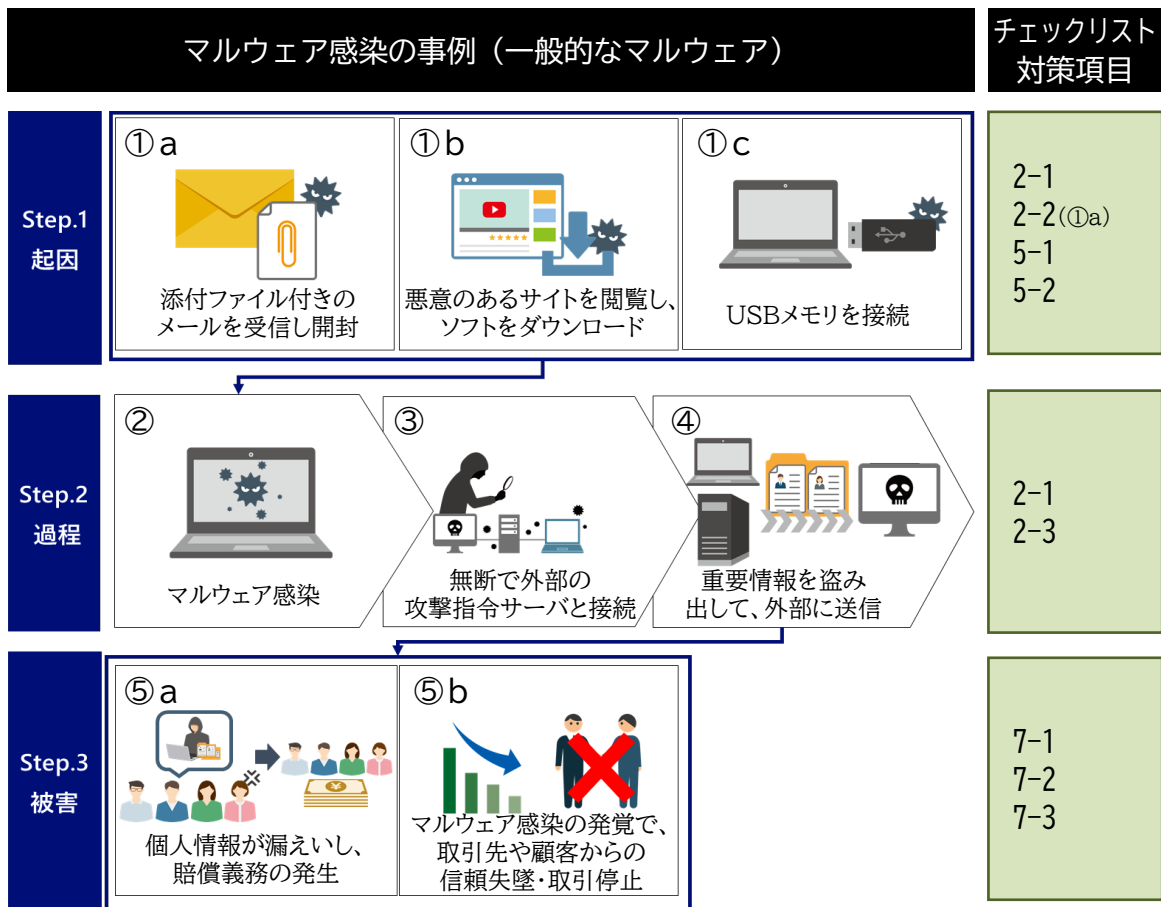 マルウェア感染の事例（一般的なマルウェア）
チェックリスト
対策項目
Step.1
起因
①a
添付ファイル付きの
メールを受信し開封
①b
悪意のあるサイトを閲覧し、
ソフトをダウンロード
①c
USBメモリを接続
2-1
2-2(①a)
5-1
5-2
Step.2
過程
②
マルウェア感染
③
無断で外部の
攻撃指令サーバと接続
④
重要情報を盗み
出して、外部に送信
2-1
2-3
Step.3
被害
⑤a
個人情報が漏えいし、
賠償義務の発生
⑤b
マルウェア感染の発覚で、
取引先や顧客からの
信頼失墜・取引停止
7-1
7-2
7-3